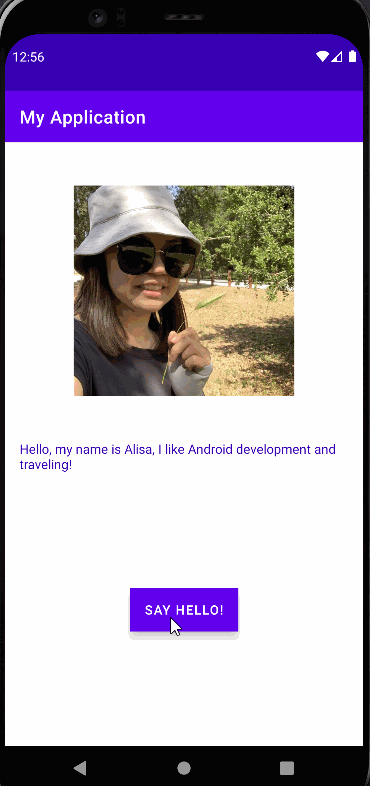 12:56
My Application
Hello, my name is Alisa, I like Android development and
traveling!
SAY HELLO!